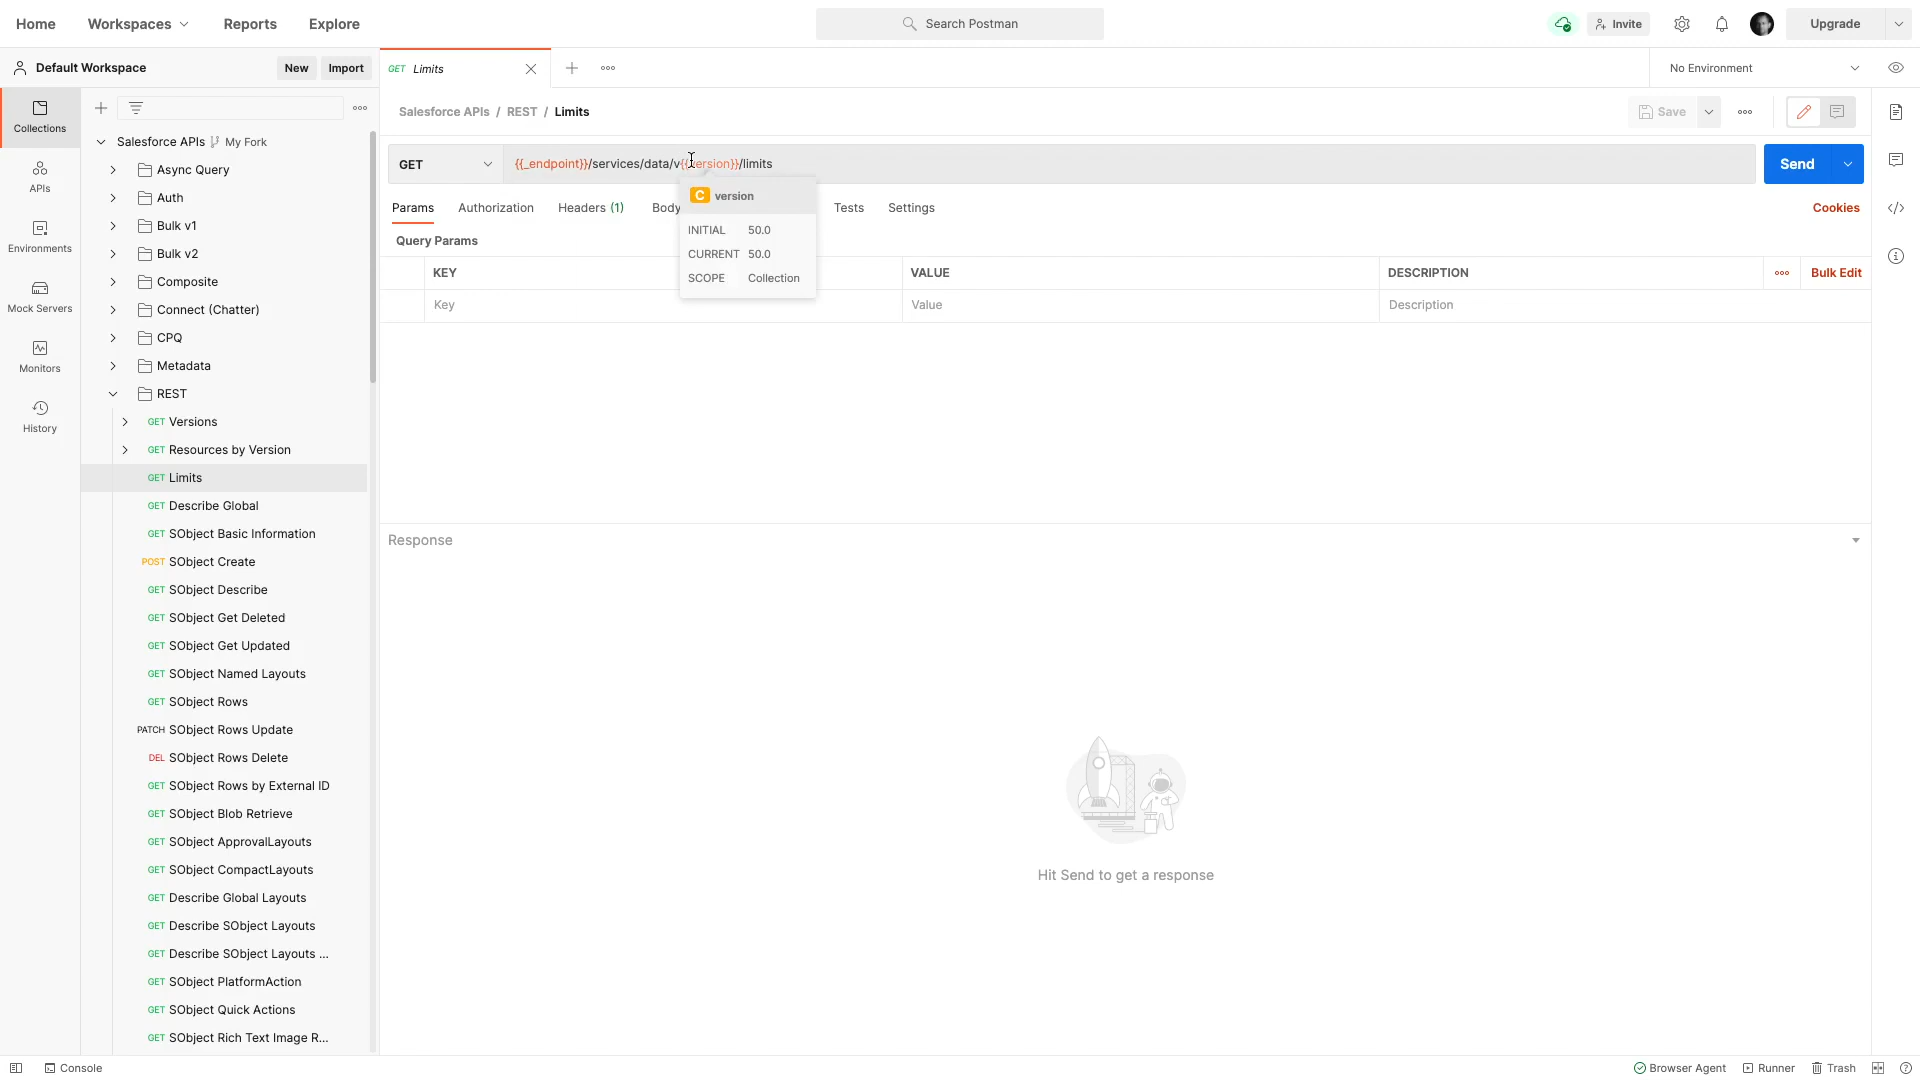 Home
Workspaces
Reports
Explore
Search Postman
Invite
Upgrade
Default Workspace
New
Import
GET Limits
No Environment
Collections
APIs
Environments
Mock Servers
Monitors
History
Salesforce APIs My Fork
Async Query
Auth
Bulk v1
Bulk v2
Composite
Connect (Chatter)
CPQ
Metadata
REST
GET Versions
GET Resources by Version
GET Limits
GET Describe Global
GET SObject Basic Information
POST SObject Create
GET SObject Describe
GET SObject Get Deleted
GET SObject Get Updated
GET SObject Named Layouts
GET SObject Rows
PATCH SObject Rows Update
DEL SObject Rows Delete
GET SObject Rows by External ID
GET SObject Blob Retrieve
GET SObject ApprovalLayouts
GET SObject CompactLayouts
GET Describe Global Layouts
GET Describe SObject Layouts
GET Describe SObject Layouts ...
GET SObject PlatformAction
GET SObject Quick Actions
GET SObject Rich Text Image R...
Salesforce APIs / REST / Limits
Save
GET
{{_endpoint}}/services/data/v{{version}}/limits
Send
Params
Authorization
Headers (1)
Body
Tests
Settings
Cookies
C version
INITIAL 50.0
CURRENT 50.0
SCOPE Collection
Query Params
KEY
VALUE
DESCRIPTION
Bulk Edit
Key
Value
Description
Response
Hit Send to get a response
Console
Browser Agent
Runner
Trash